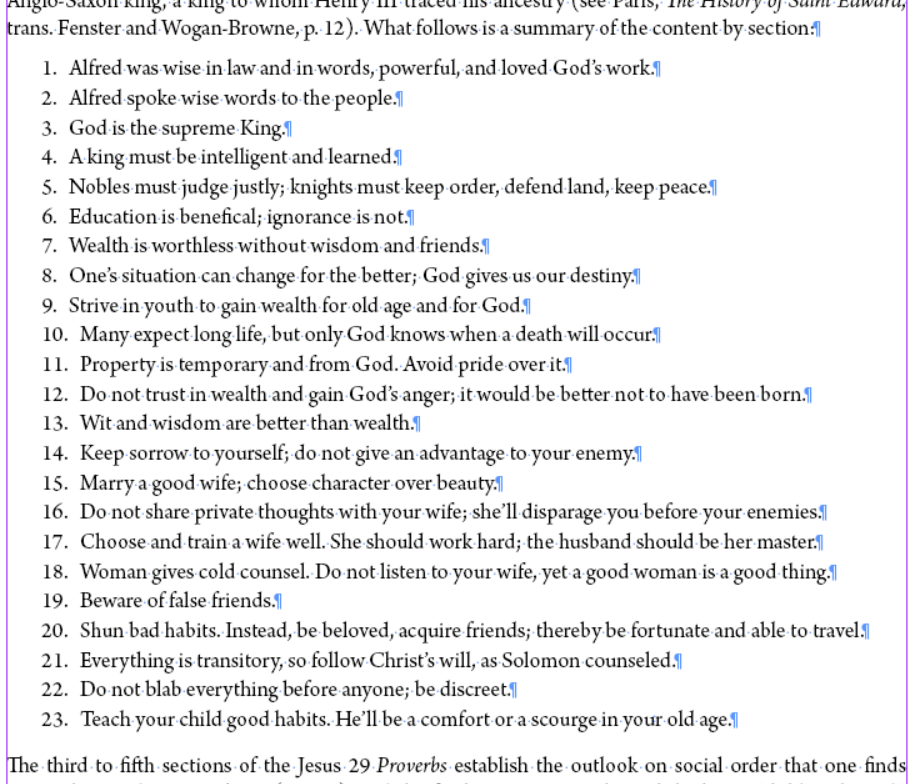 Anglo-Saxon king, a king to whom Henry III traced his ancestry (see Paris, The History of Saint Edward,
trans. Fenster and Wogan-Browne, p. 12). What follows is a summary of the content by section:¶
1. Alfred was wise in law and in words, powerful, and loved God’s work.¶
2. Alfred spoke wise words to the people.¶
3. God is the supreme King.¶
4. A king must be intelligent and learned.¶
5. Nobles must judge justly; knights must keep order, defend land, keep peace.¶
6. Education is benefical; ignorance is not.¶
7. Wealth is worthless without wisdom and friends.¶
8. One’s situation can change for the better; God gives us our destiny.¶
9. Strive in youth to gain wealth for old age and for God.¶
10. Many expect long life, but only God knows when a death will occur.¶
11. Property is temporary and from God. Avoid pride over it.¶
12. Do not trust in wealth and gain God’s anger; it would be better not to have been born.¶
13. Wit and wisdom are better than wealth.¶
14. Keep sorrow to yourself; do not give an advantage to your enemy.¶
15. Marry a good wife; choose character over beauty.¶
16. Do not share private thoughts with your wife; she’ll disparage you before your enemies.¶
17. Choose and train a wife well. She should work hard; the husband should be her master.¶
18. Woman gives cold counsel. Do not listen to your wife, yet a good woman is a good thing.¶
19. Beware of false friends.¶
20. Shun bad habits. Instead, be beloved, acquire friends; thereby be fortunate and able to travel.¶
21. Everything is transitory, so follow Christ’s will, as Solomon counseled.¶
22. Do not blab everything before anyone; be discreet.¶
23. Teach your child good habits. He’ll be a comfort or a scourge in your old age.¶
The third to fifth sections of the Jesus 29 Proverbs establish the outlook on social order that one finds